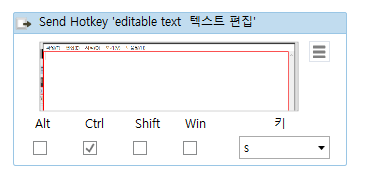 Send Hotkey 'editable text  텍스트 편집'
Alt Ctrl Shift Win 키
s